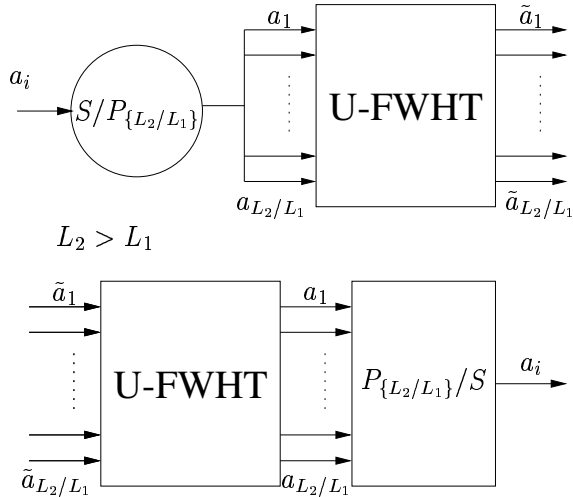 a_i
S/P_{\{L_2/L_1\}}
a_1
a_{L_2/L_1}
U-FWHT
ã_1
ã_{L_2/L_1}
L_2 > L_1
ã_1
ã_{L_2/L_1}
U-FWHT
a_1
a_{L_2/L_1}
P_{\{L_2/L_1\}}/S
a_i